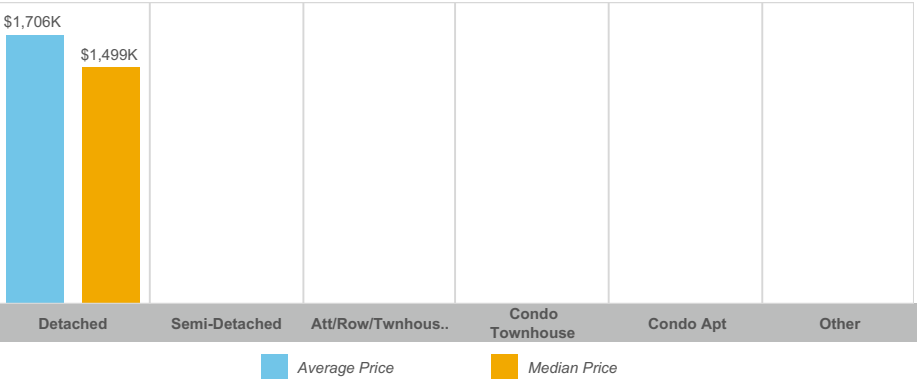 $1,706K
$1,499K
Detached
Semi-Detached
Att/Row/Twnhous..
Condo
Townhouse
Condo Apt
Other
Average Price
Median Price